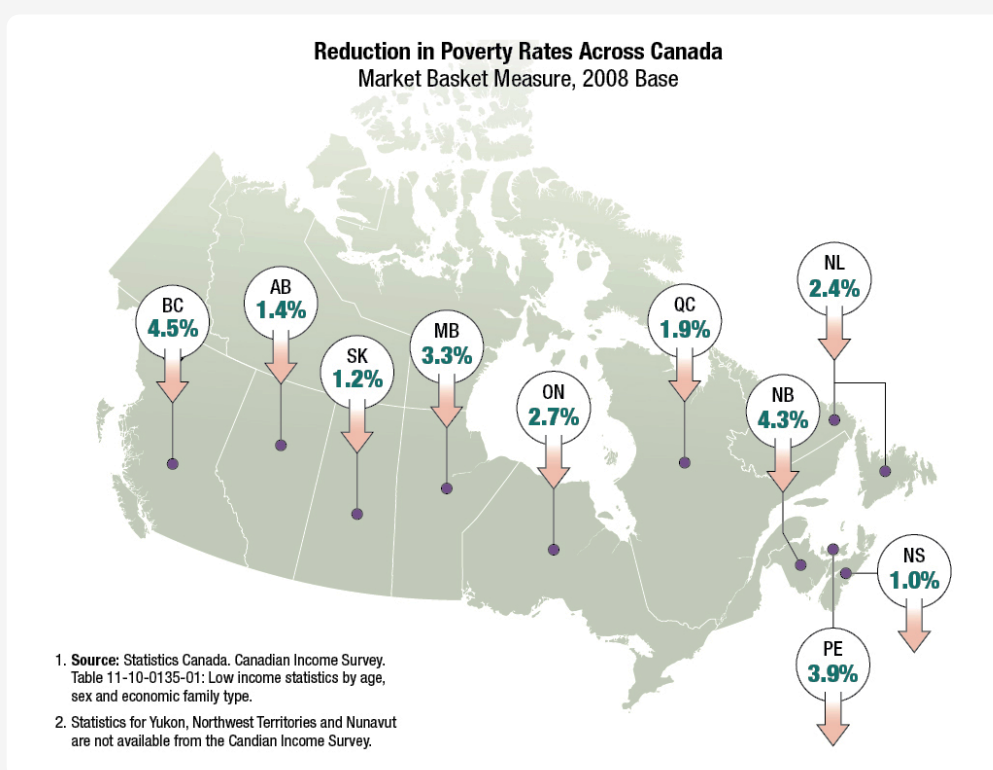 Reduction in Poverty Rates Across Canada
Market Basket Measure, 2008 Base
NL
2.4%
AB
1.4%
BC
4.5%
QC
1.9%
MB
3.3%
SK
1.2%
ON
2.7%
NB
4.3%
NS
1.0%
PE
3.9%
1. Source: Statistics Canada. Canadian Income Survey.
Table 11-10-0135-01: Low income statistics by age,
sex and economic family type.
2. Statistics for Yukon, Northwest Territories and Nunavut
are not available from the Candian Income Survey.